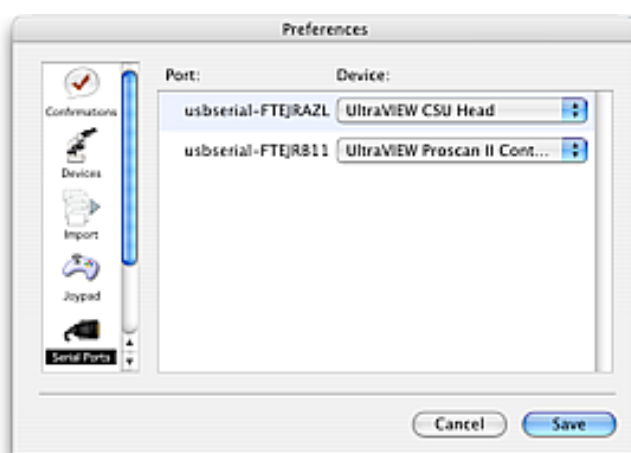 Preferences
Port: Device:
Confirmations
usbserial-FTEJRAZL UltraVIEW CSU Head
usbserial-FTEJRB11 UltraVIEW Proscan II Cont...
Devices
Import
Joypad
Serial Ports
Cancel Save